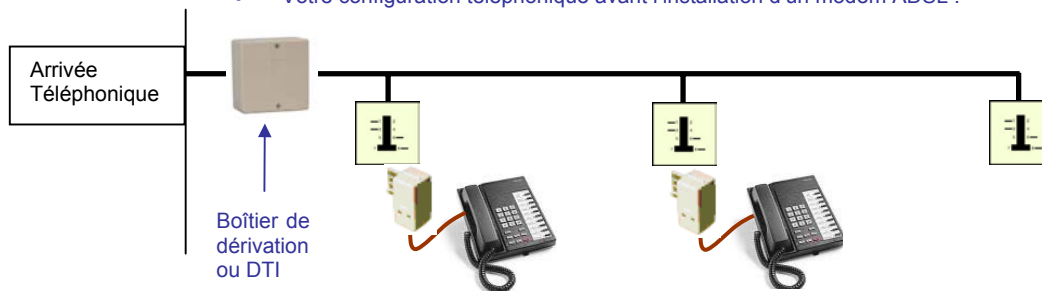 Votre configuration téléphonique avant l'installation d'un modem ADSL :
Arrivée
Téléphonique
Boîtier de
dérivation
ou DTI